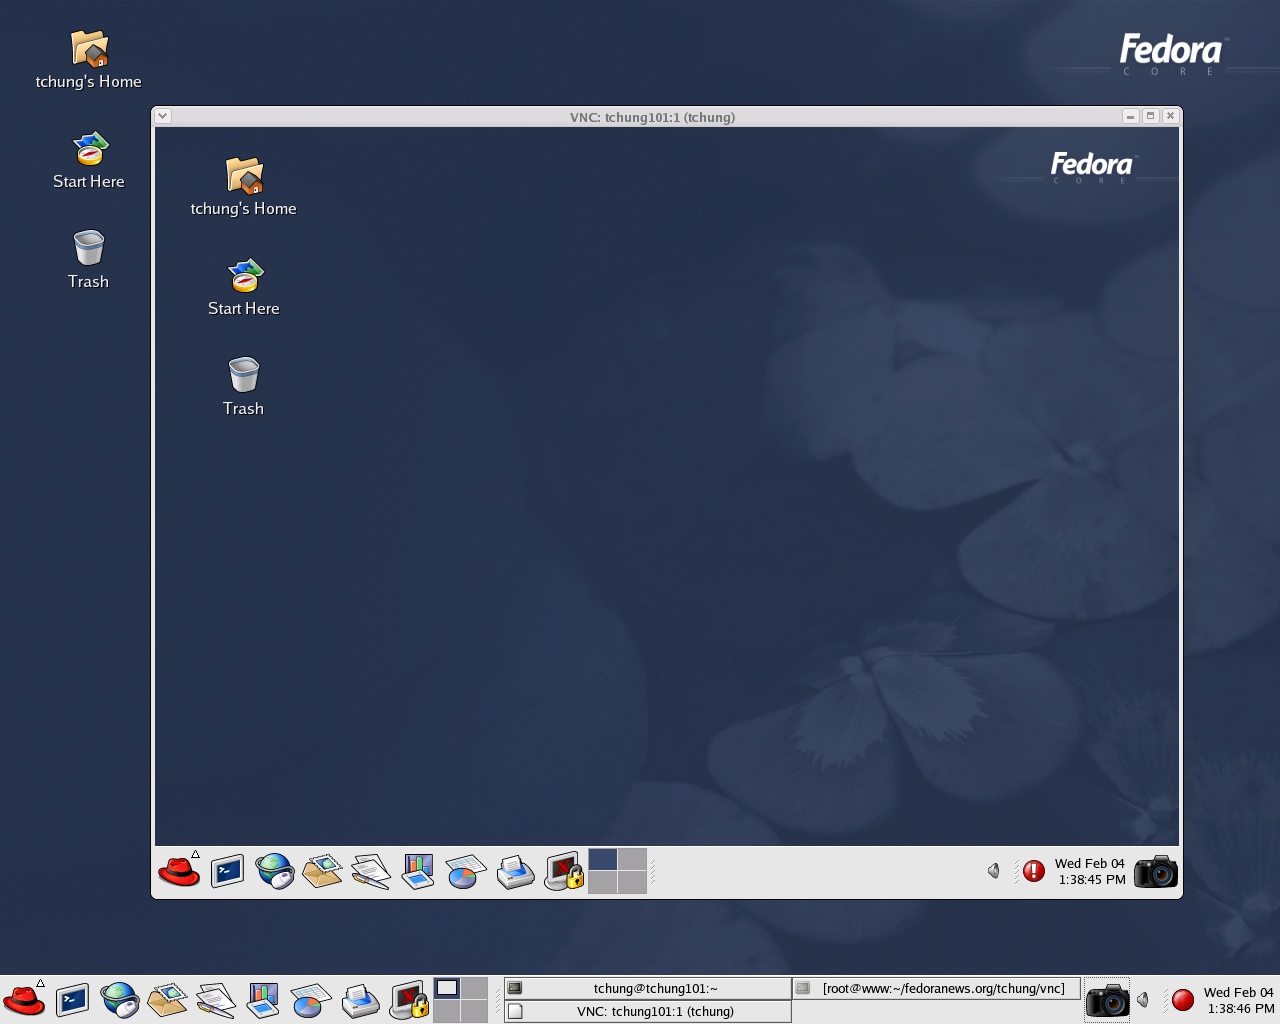 tchung's Home
Fedora
CORE
Start Here
Trash
VNC: tchung101:1 (tchung)
tchung's Home
Fedora
CORE
Start Here
Trash
Wed Feb 04
1:38:45 PM
tchung@tchung101:~
[root@www:~/fedoranews.org/tchung/vnc]
VNC: tchung101:1 (tchung)
Wed Feb 04
1:38:46 PM